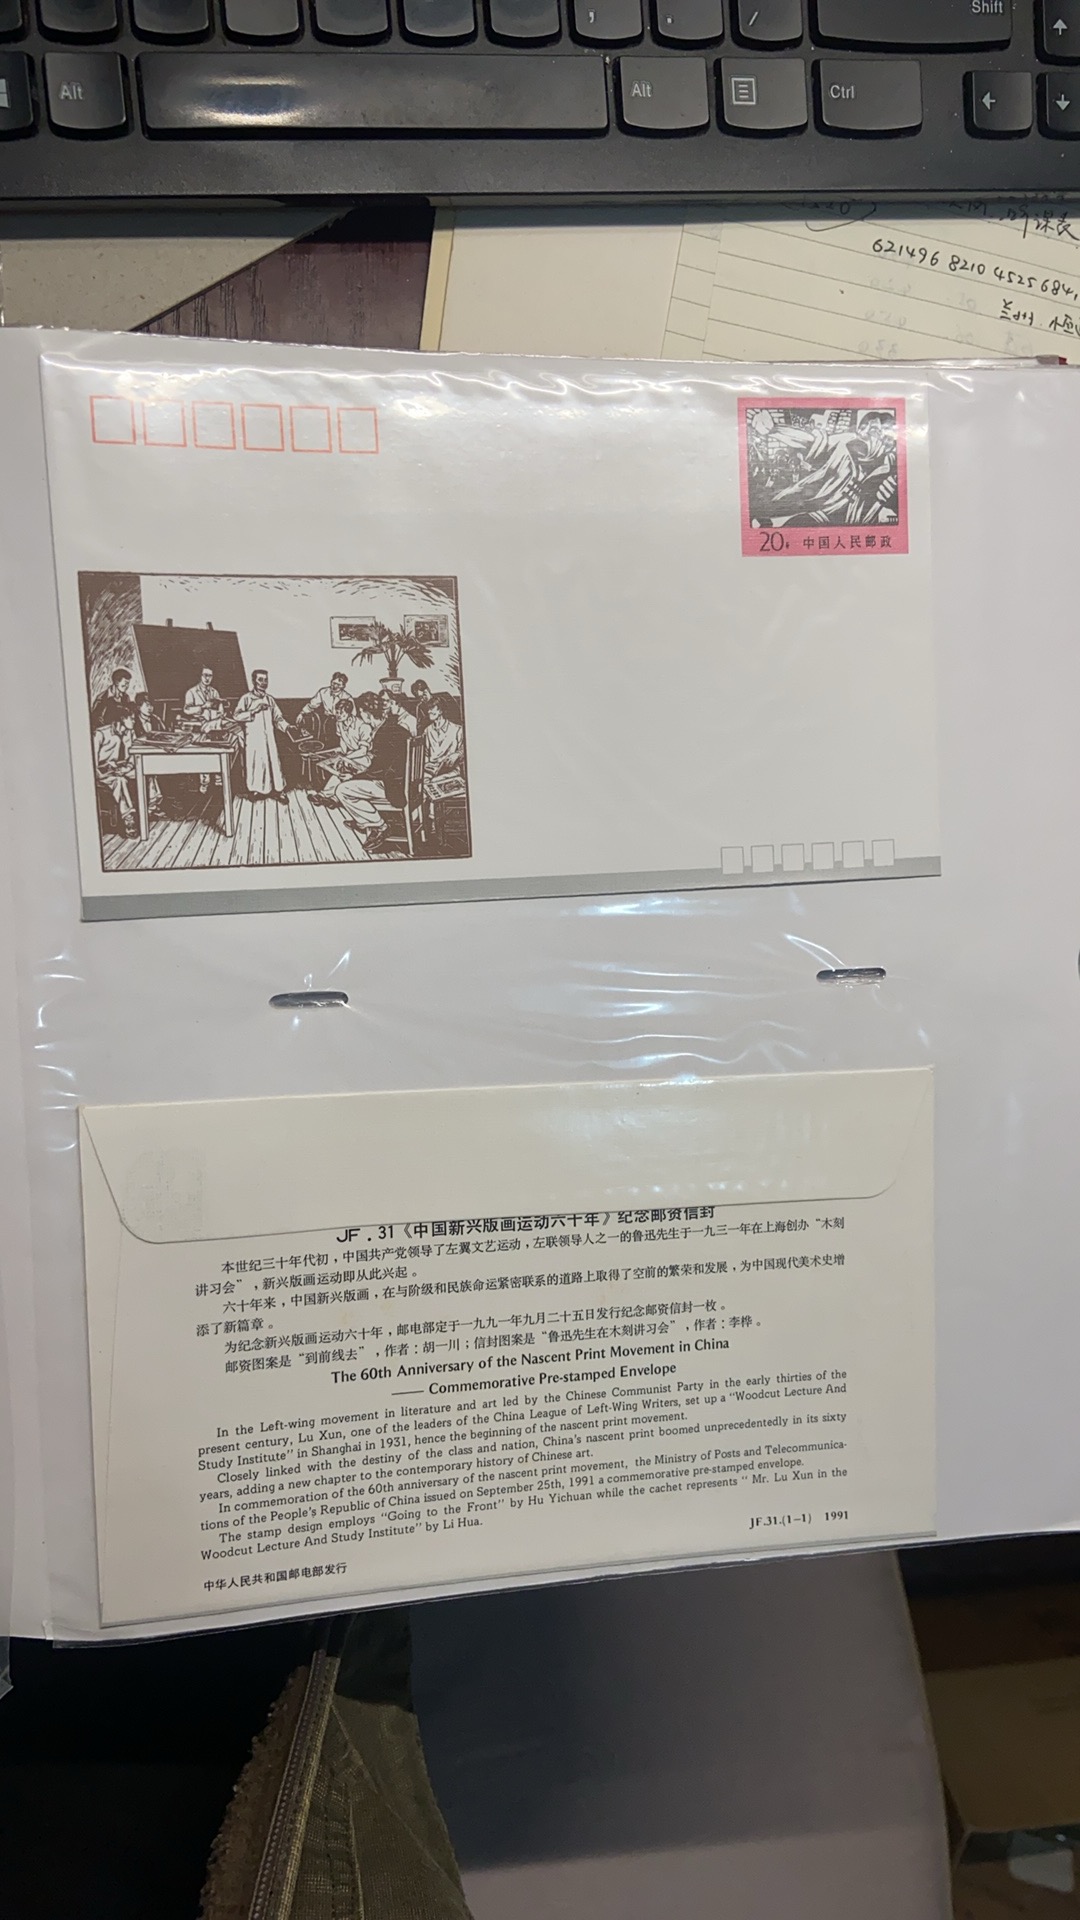 Shift
Alt
Alt
Ctrl
621496 8210 4525684
20分 中国人民邮政
JF.31《中国新兴版画运动六十年》纪念邮资信封
本世纪三十年代初，中国共产党领导了左翼文艺运动，左联领导人之一的鲁迅先生于一九三一年在上海创办“木刻
讲习会”，新兴版画运动即从此兴起。
六十年来，中国新兴版画，在与阶级和民族命运紧密联系的道路上取得了空前的繁荣和发展，为中国现代美术史增
添了新篇章。
为纪念新兴版画运动六十年，邮电部定于一九九一年九月二十五日发行纪念邮资信封一枚。
邮资图案是“到前线去”，作者：胡一川；信封图案是“鲁迅先生在木刻讲习会”，作者：李桦。
The 60th Anniversary of the Nascent Print Movement in China
—— Commemorative Pre-stamped Envelope
In the Left-wing movement in literature and art led by the Chinese Communist Party in the early thirties of the
present century, Lu Xun, one of the leaders of the China League of Left-Wing Writers, set up a "Woodcut Lecture And
Study Institute" in Shanghai in 1931, hence the beginning of the nascent print movement.
Closely linked with the destiny of the class and nation, China's nascent print boomed unprecedentedly in its sixty
years, adding a new chapter to the contemporary history of Chinese art.
In commemoration of the 60th anniversary of the nascent print movement, the Ministry of Posts and Telecommunica-
tions of the People's Republic of China issued on September 25th, 1991 a commemorative pre-stamped envelope.
The stamp design employs "Going to the Front" by Hu Yichuan while the cachet represents " Mr. Lu Xun in the
Woodcut Lecture And Study Institute" by Li Hua.
JF.31.(1-1) 1991
中华人民共和国邮电部发行